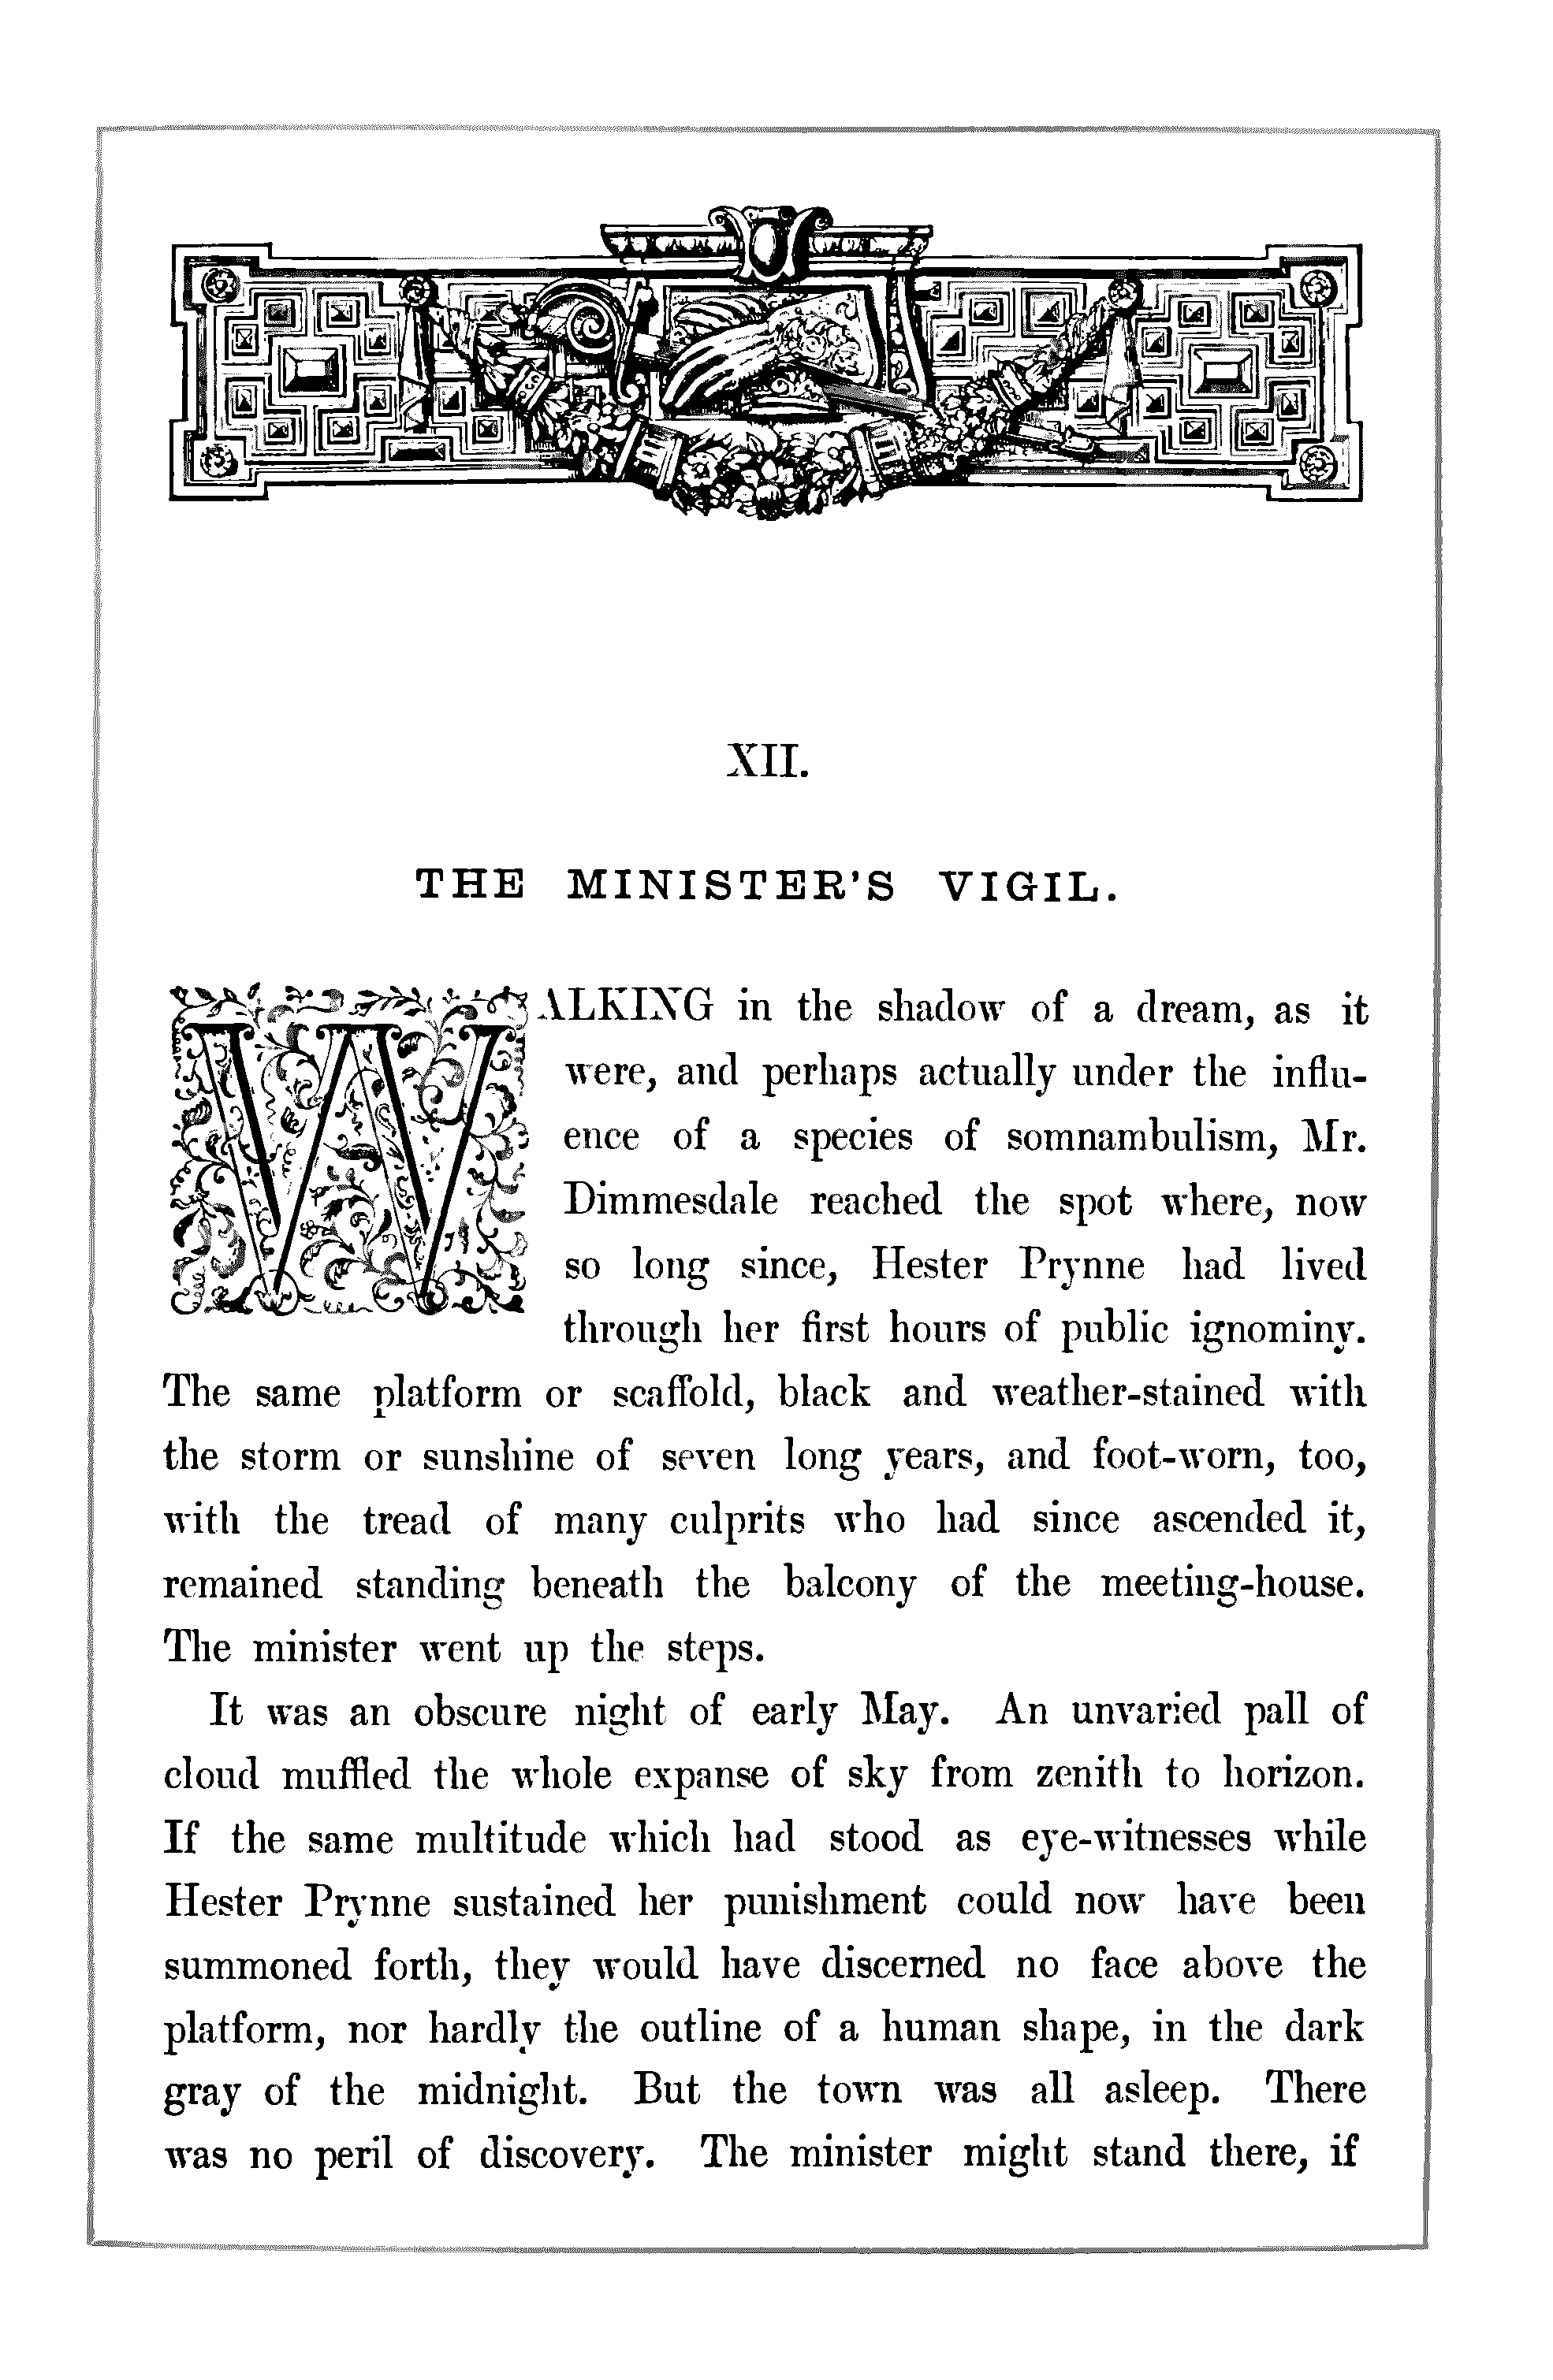 XII.
THE MINISTER'S VIGIL.
WALKING in the shadow of a dream, as it
were, and perhaps actually under the influ-
ence of a species of somnambulism, Mr.
Dimmesdale reached the spot where, now
so long since, Hester Prynne had lived
through her first hours of public ignominy.
The same platform or scaffold, black and weather-stained with
the storm or sunshine of seven long years, and foot-worn, too,
with the tread of many culprits who had since ascended it,
remained standing beneath the balcony of the meeting-house.
The minister went up the steps.
It was an obscure night of early May. An unvaried pall of
cloud muffled the whole expanse of sky from zenith to horizon.
If the same multitude which had stood as eye-witnesses while
Hester Prynne sustained her punishment could now have been
summoned forth, they would have discerned no face above the
platform, nor hardly the outline of a human shape, in the dark
gray of the midnight. But the town was all asleep. There
was no peril of discovery. The minister might stand there, if